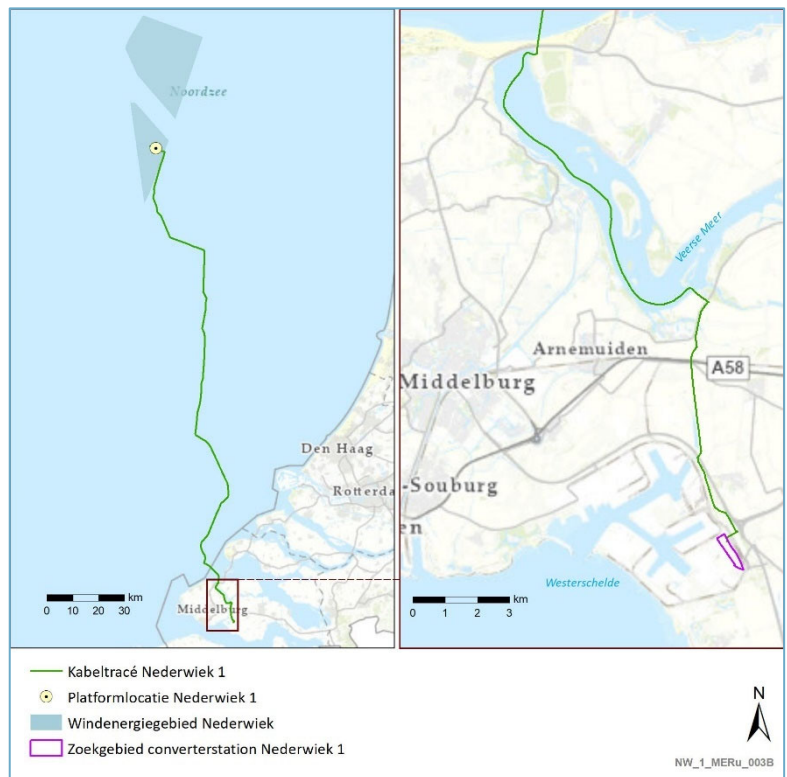 Noordzee
Den Haag
Rotterda
Middelburg
km
0 10 20 30
Veerse Meer
Arnemuiden
A58
Middelburg
-Souburg
en
Westerschelde
km
0 1 2 3
Kabeltracé Nederwiek 1
Platformlocatie Nederwiek 1
Windenergiegebied Nederwiek
Zoekgebied converterstation Nederwiek 1
N
NW_1_MERu_003B